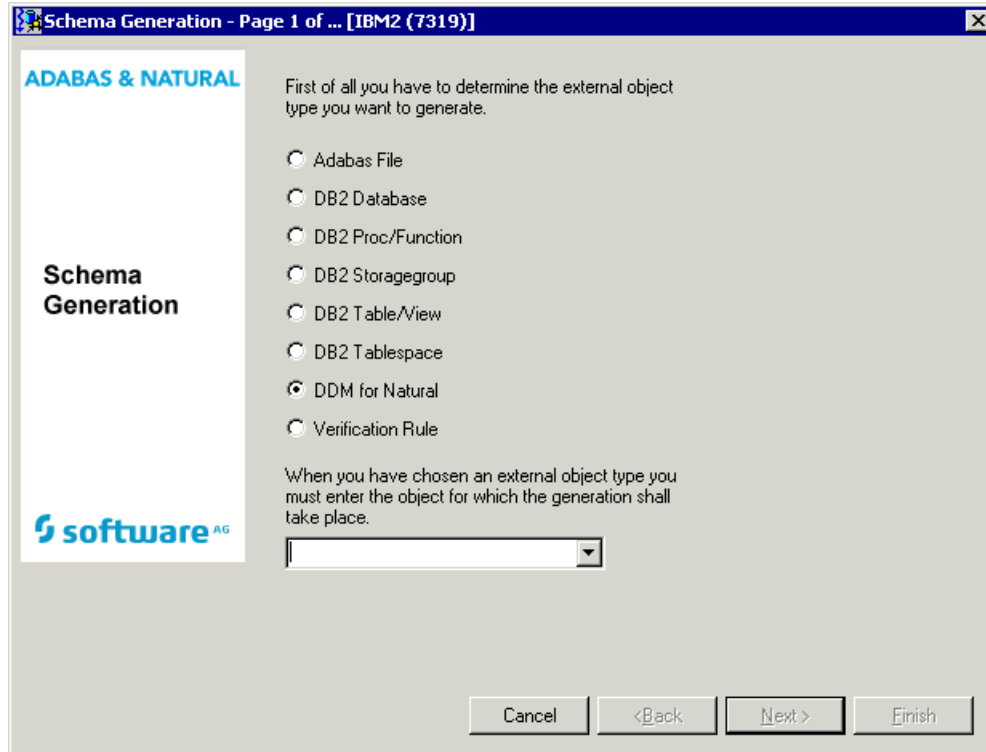 Schema Generation - Page 1 of ... [IBM2 (7319)]
ADABAS & NATURAL
First of all you have to determine the external object
type you want to generate.
Adabas File
DB2 Database
DB2 Proc/Function
DB2 Storagegroup
DB2 Table/View
DB2 Tablespace
DDM for Natural
Verification Rule
Schema
Generation
When you have chosen an external object type you
must enter the object for which the generation shall
take place.
software AG
Cancel
<Back
Next >
Finish